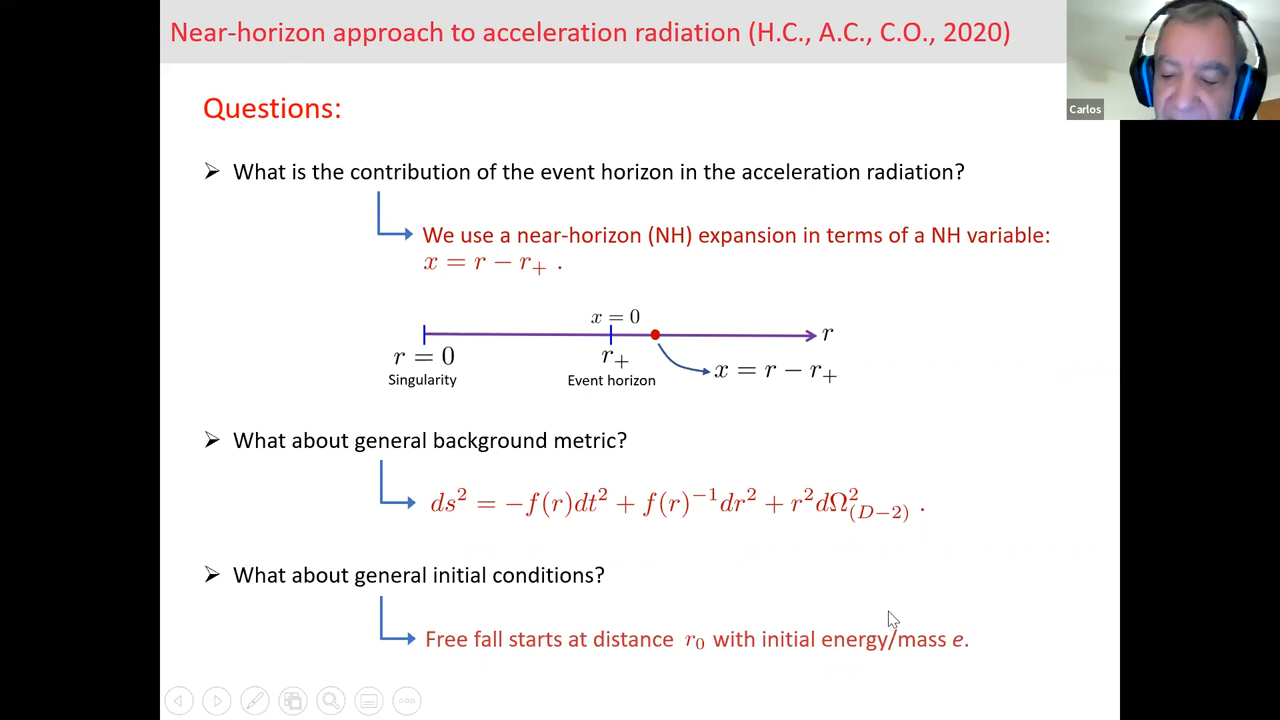 Near-horizon approach to acceleration radiation (H.C., A.C., C.O., 2020)
Carlos
Questions:
➢ What is the contribution of the event horizon in the acceleration radiation?
We use a near-horizon (NH) expansion in terms of a NH variable:
x = r − r₊ .
x = 0
r
r = 0
r₊
Singularity
Event horizon
x = r − r₊
➢ What about general background metric?
ds² = −f(r)dt² + f(r)⁻¹dr² + r²dΩ²₍D−2₎ .
➢ What about general initial conditions?
Free fall starts at distance r₀ with initial energy/mass e.